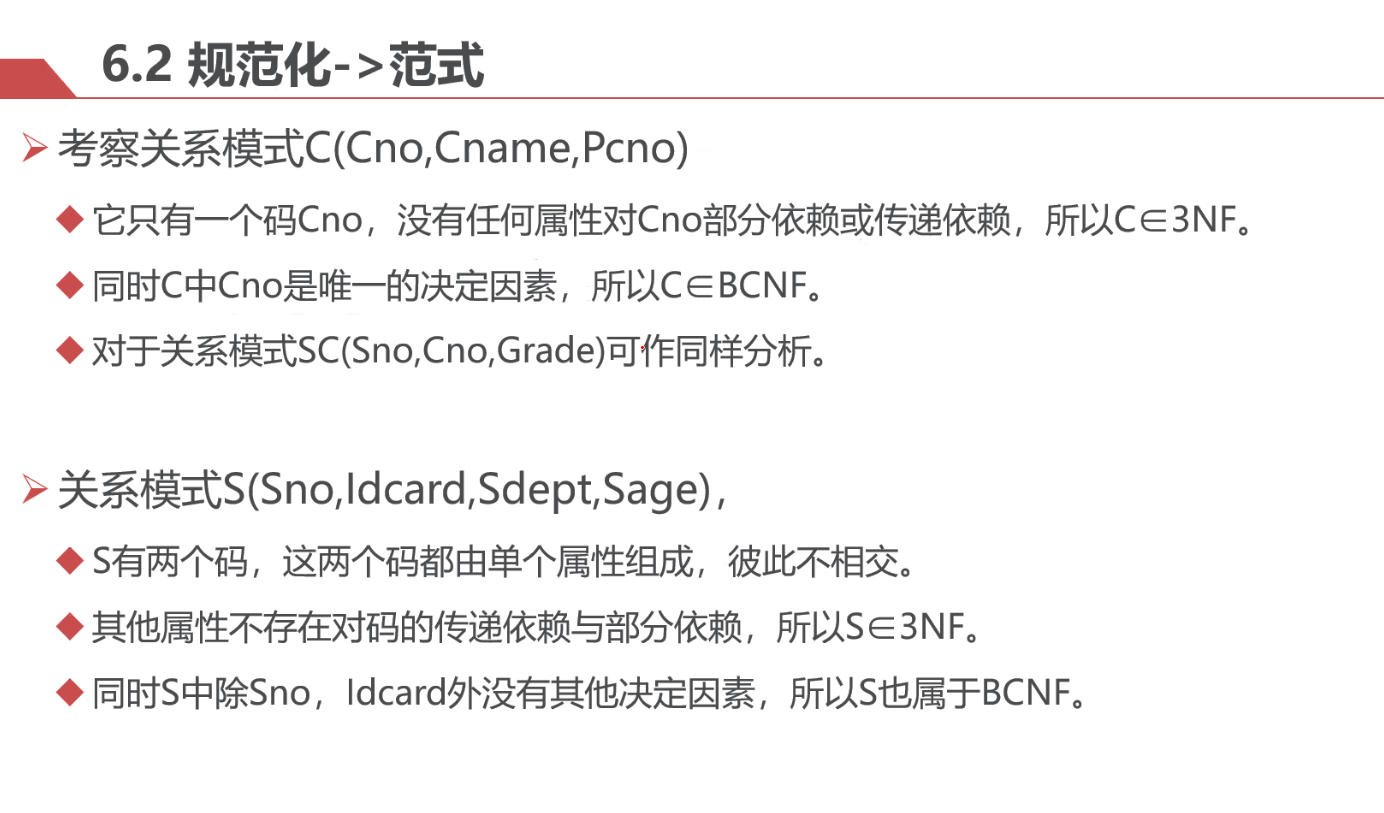 6.2 规范化->范式
考察关系模式C(Cno,Cname,Pcno)
它只有一个码Cno，没有任何属性对Cno部分依赖或传递依赖，所以C∈3NF。
同时C中Cno是唯一的决定因素，所以C∈BCNF。
对于关系模式SC(Sno,Cno,Grade)可作同样分析。
关系模式S(Sno,Idcard,Sdept,Sage)，
S有两个码，这两个码都由单个属性组成，彼此不相交。
其他属性不存在对码的传递依赖与部分依赖，所以S∈3NF。
同时S中除Sno，Idcard外没有其他决定因素，所以S也属于BCNF。